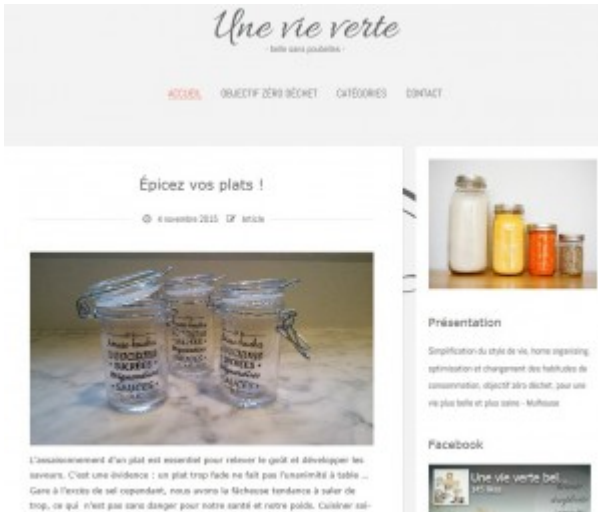 Une vie verte
- belle sans poubelles -
ACCUEIL OBJECTIF ZÉRO DÉCHET CATÉGORIES CONTACT
Épicez vos plats !
4 novembre 2015 Article
L'assaisonnement d'un plat est essentiel pour relever le goût et développer les
saveurs. C'est une évidence : un plat trop fade ne fait pas l'unanimité à table ...
Gare à l'excès de sel cependant, nous avons la fâcheuse tendance à saler de
trop, ce qui n'est pas sans danger pour notre santé et notre poids. Cuisiner soi-
Présentation
Simplification du style de vie, home organizing,
optimisation et changement des habitudes de
consommation, objectif zéro déchet, pour une
vie plus belle et plus saine - Mulhouse
Facebook
Une vie verte bel...
345 likes